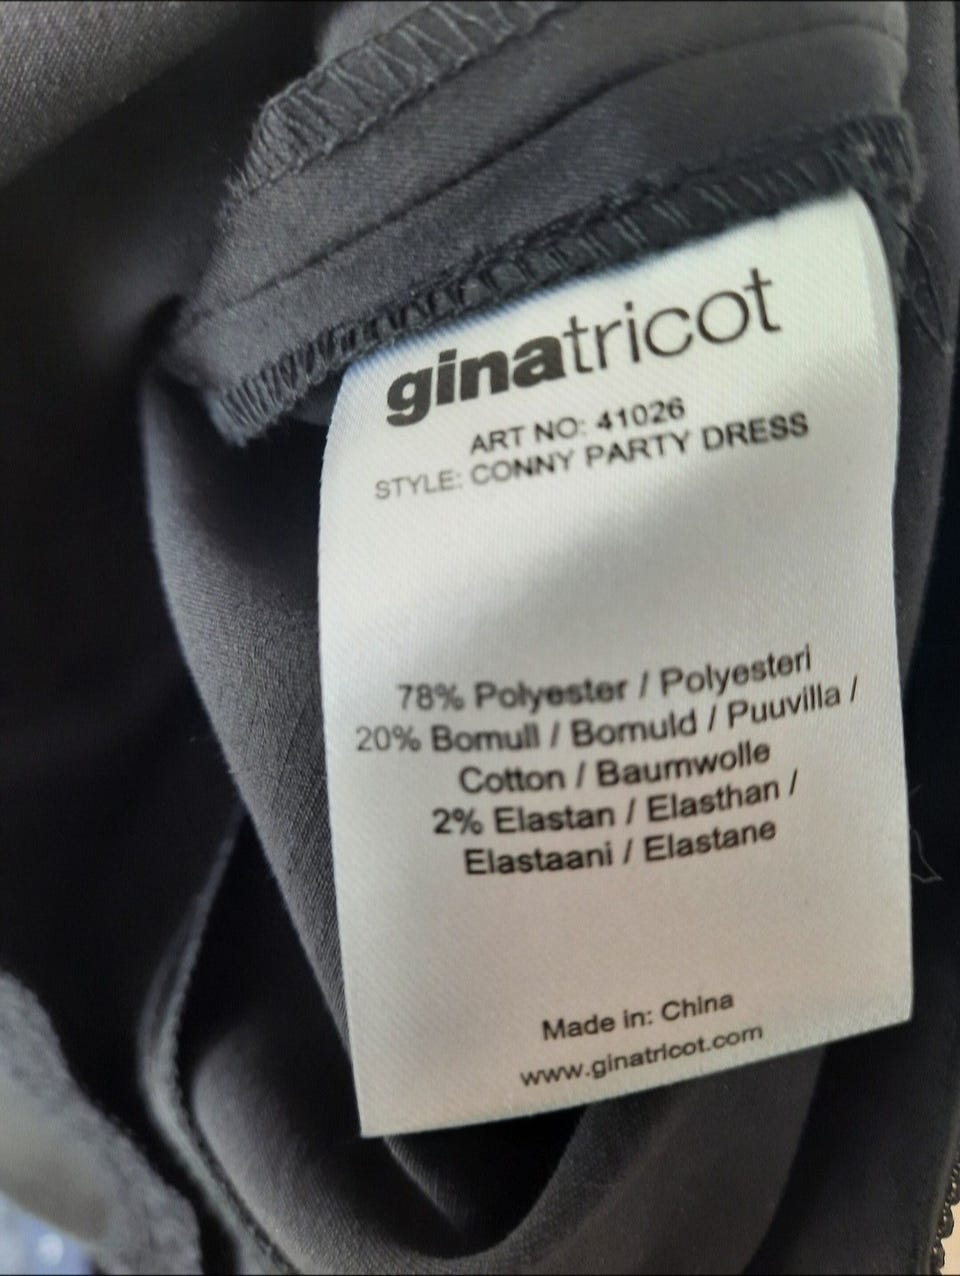 ginatricot
ART NO: 41026
STYLE: CONNY PARTY DRESS
78% Polyester / Polyesteri
20% Bomull / Bomuld / Puuvilla /
Cotton / Baumwolle
2% Elastan / Elasthan /
Elastaani / Elastane
Made in: China
www.ginatricot.com